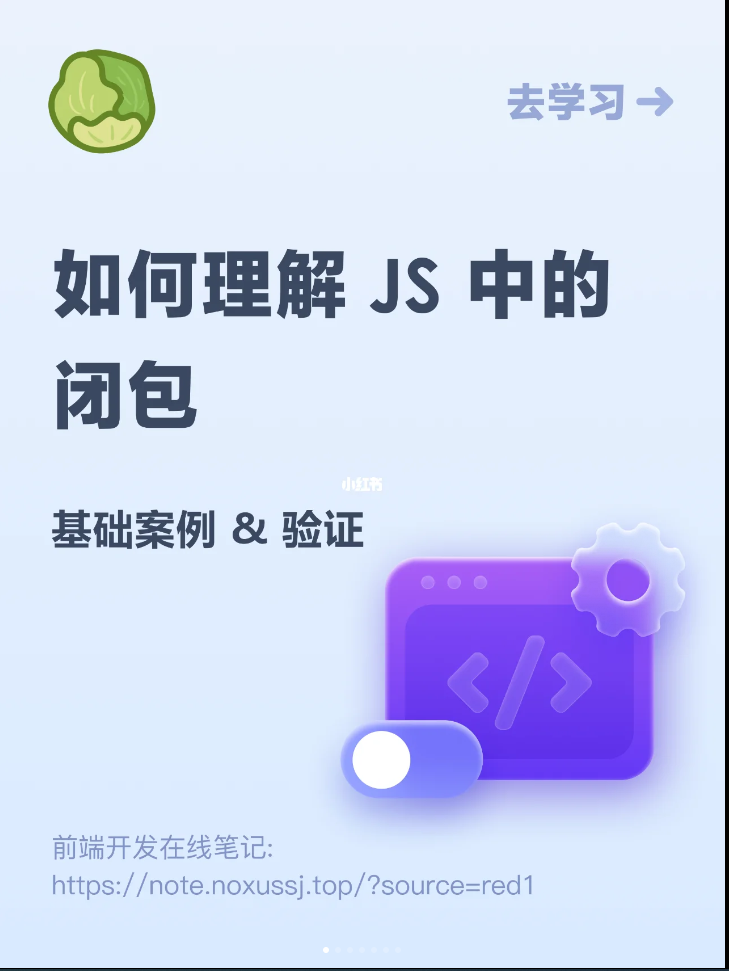 去学习 →
如何理解 JS 中的
闭包
小红书
基础案例 & 验证
</>
前端开发在线笔记:
https://note.noxussj.top/?source=red1